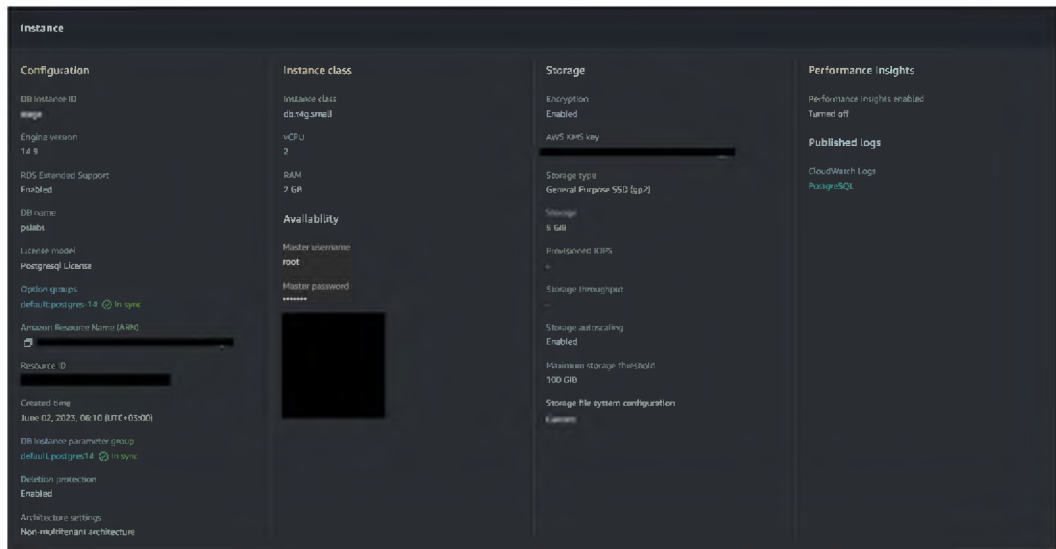 Instance
Configuration
DB Instance ID
Engine version
14.9
RDS Extended Support
Enabled
DB name
pslabs
License model
Postgresql License
Option groups
default:postgres-14 In sync
Amazon Resource Name (ARN)
Resource ID
Created time
June 02, 2023, 06:10 (UTC+03:00)
DB instance parameter group
default.postgres14 In sync
Deletion protection
Enabled
Architecture settings
Non-multitenant architecture
Instance class
Instance class
db.t4g.small
vCPU
2
RAM
2 GB
Availability
Master username
root
Master password
*******
Storage
Encryption
Enabled
AWS KMS key
Storage type
General Purpose SSD (gp2)
Storage
5 GiB
Provisioned IOPS
-
Storage throughput
-
Storage autoscaling
Enabled
Maximum storage threshold
100 GiB
Storage file system configuration
Current
Performance Insights
Performance Insights enabled
Turned off
Published logs
CloudWatch Logs
PostgreSQL